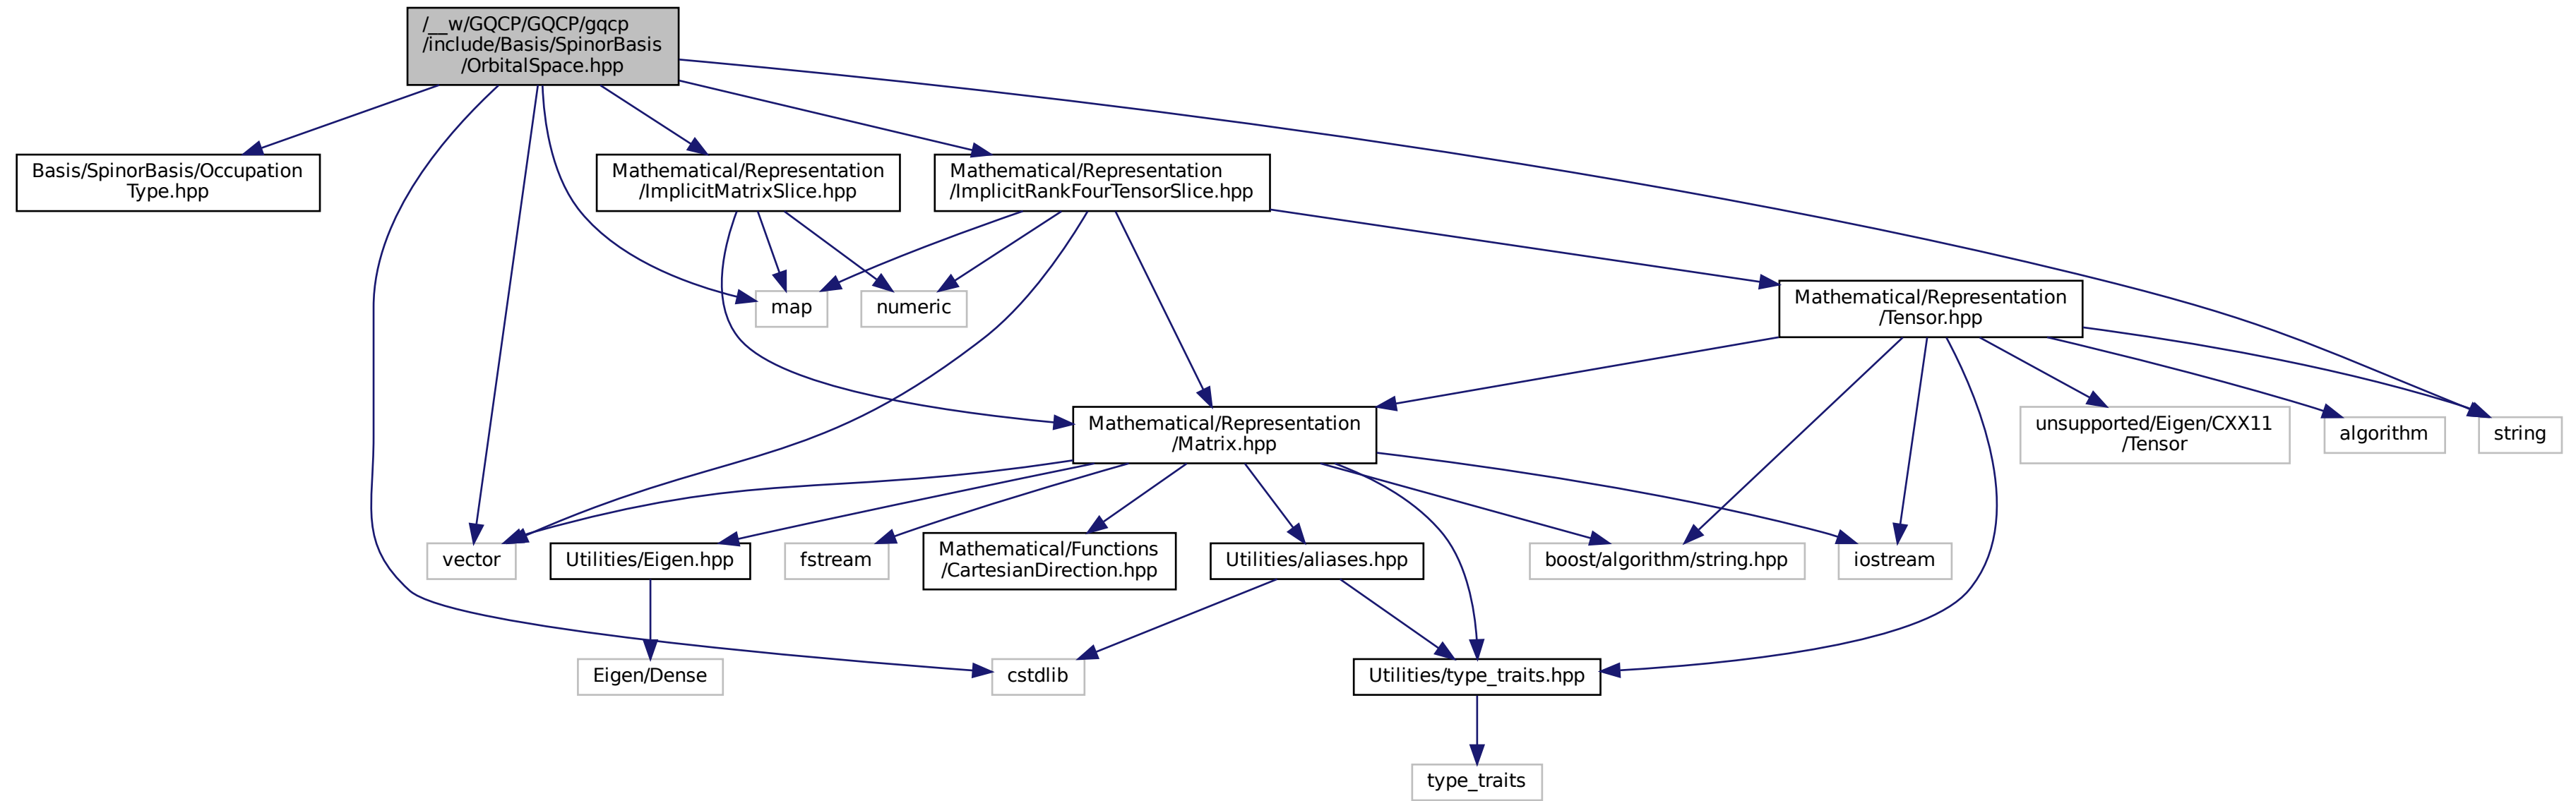 /__w/GQCP/GQCP/gqcp
/include/Basis/SpinorBasis
/OrbitalSpace.hpp
Basis/SpinorBasis/Occupation
Type.hpp
Mathematical/Representation
/ImplicitMatrixSlice.hpp
Mathematical/Representation
/ImplicitRankFourTensorSlice.hpp
map
numeric
Mathematical/Representation
/Tensor.hpp
Mathematical/Representation
/Matrix.hpp
unsupported/Eigen/CXX11
/Tensor
algorithm
string
vector
Utilities/Eigen.hpp
fstream
Mathematical/Functions
/CartesianDirection.hpp
Utilities/aliases.hpp
boost/algorithm/string.hpp
iostream
Eigen/Dense
cstdlib
Utilities/type_traits.hpp
type_traits